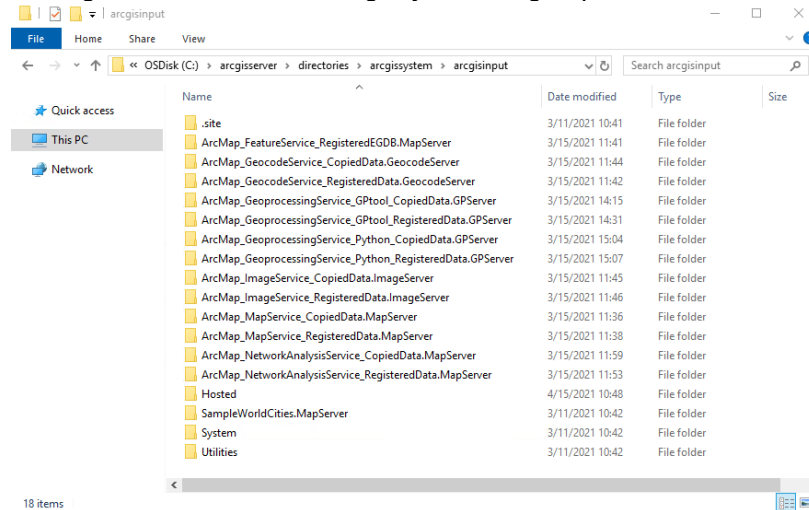 arcgisinput
File Home Share View
« OSDisk (C:) › arcgisserver › directories › arcgissystem › arcgisinput
Search arcgisinput
Quick access
This PC
Network
Name Date modified Type Size
.site 3/11/2021 10:41 File folder
ArcMap_FeatureService_RegisteredEGDB.MapServer 3/15/2021 11:41 File folder
ArcMap_GeocodeService_CopiedData.GeocodeServer 3/15/2021 11:44 File folder
ArcMap_GeocodeService_RegisteredData.GeocodeServer 3/15/2021 11:42 File folder
ArcMap_GeoprocessingService_GPtool_CopiedData.GPServer 3/15/2021 14:15 File folder
ArcMap_GeoprocessingService_GPtool_RegisteredData.GPServer 3/15/2021 14:31 File folder
ArcMap_GeoprocessingService_Python_CopiedData.GPServer 3/15/2021 15:04 File folder
ArcMap_GeoprocessingService_Python_RegisteredData.GPServer 3/15/2021 15:07 File folder
ArcMap_ImageService_CopiedData.ImageServer 3/15/2021 11:45 File folder
ArcMap_ImageService_RegisteredData.ImageServer 3/15/2021 11:46 File folder
ArcMap_MapService_CopiedData.MapServer 3/15/2021 11:36 File folder
ArcMap_MapService_RegisteredData.MapServer 3/15/2021 11:38 File folder
ArcMap_NetworkAnalysisService_CopiedData.MapServer 3/15/2021 11:59 File folder
ArcMap_NetworkAnalysisService_RegisteredData.MapServer 3/15/2021 11:53 File folder
Hosted 4/15/2021 10:48 File folder
SampleWorldCities.MapServer 3/11/2021 10:42 File folder
System 3/11/2021 10:42 File folder
Utilities 3/11/2021 10:42 File folder
18 items